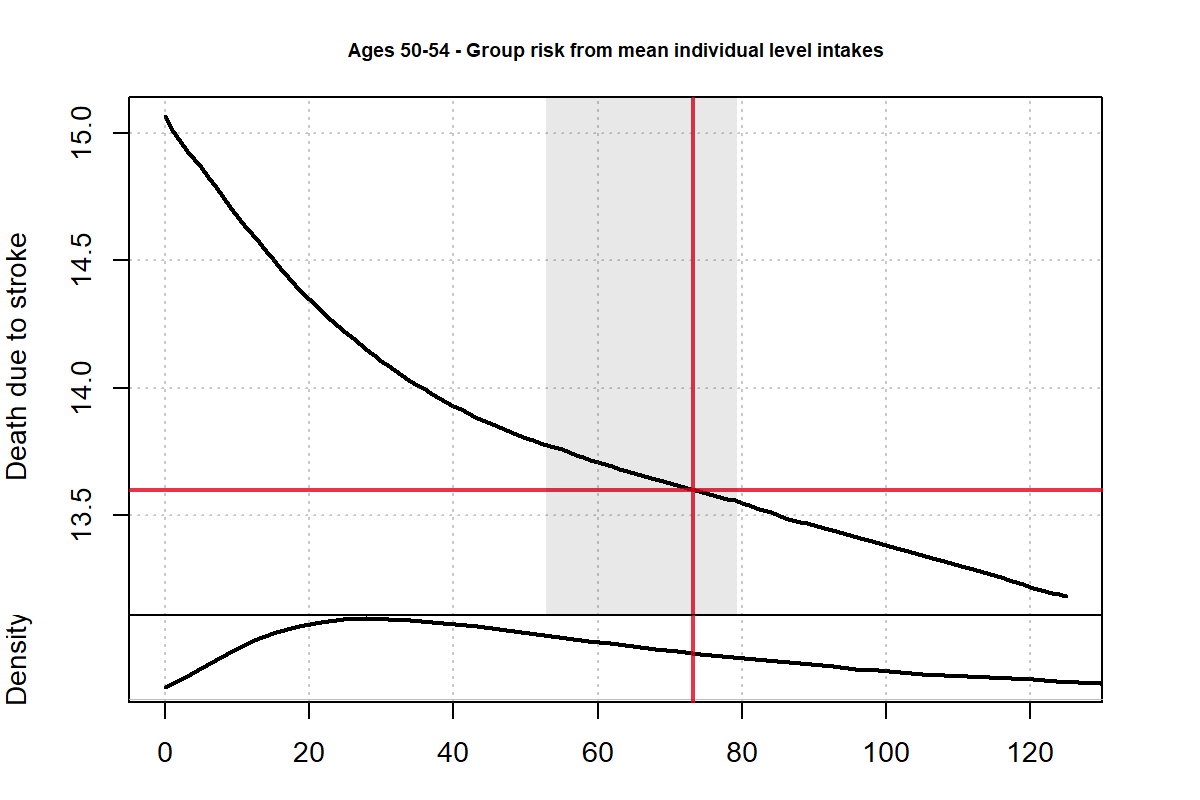 Ages 50-54 - Group risk from mean individual level intakes
Death due to stroke
15.0
14.5
14.0
13.5
Density
0 20 40 60 80 100 120